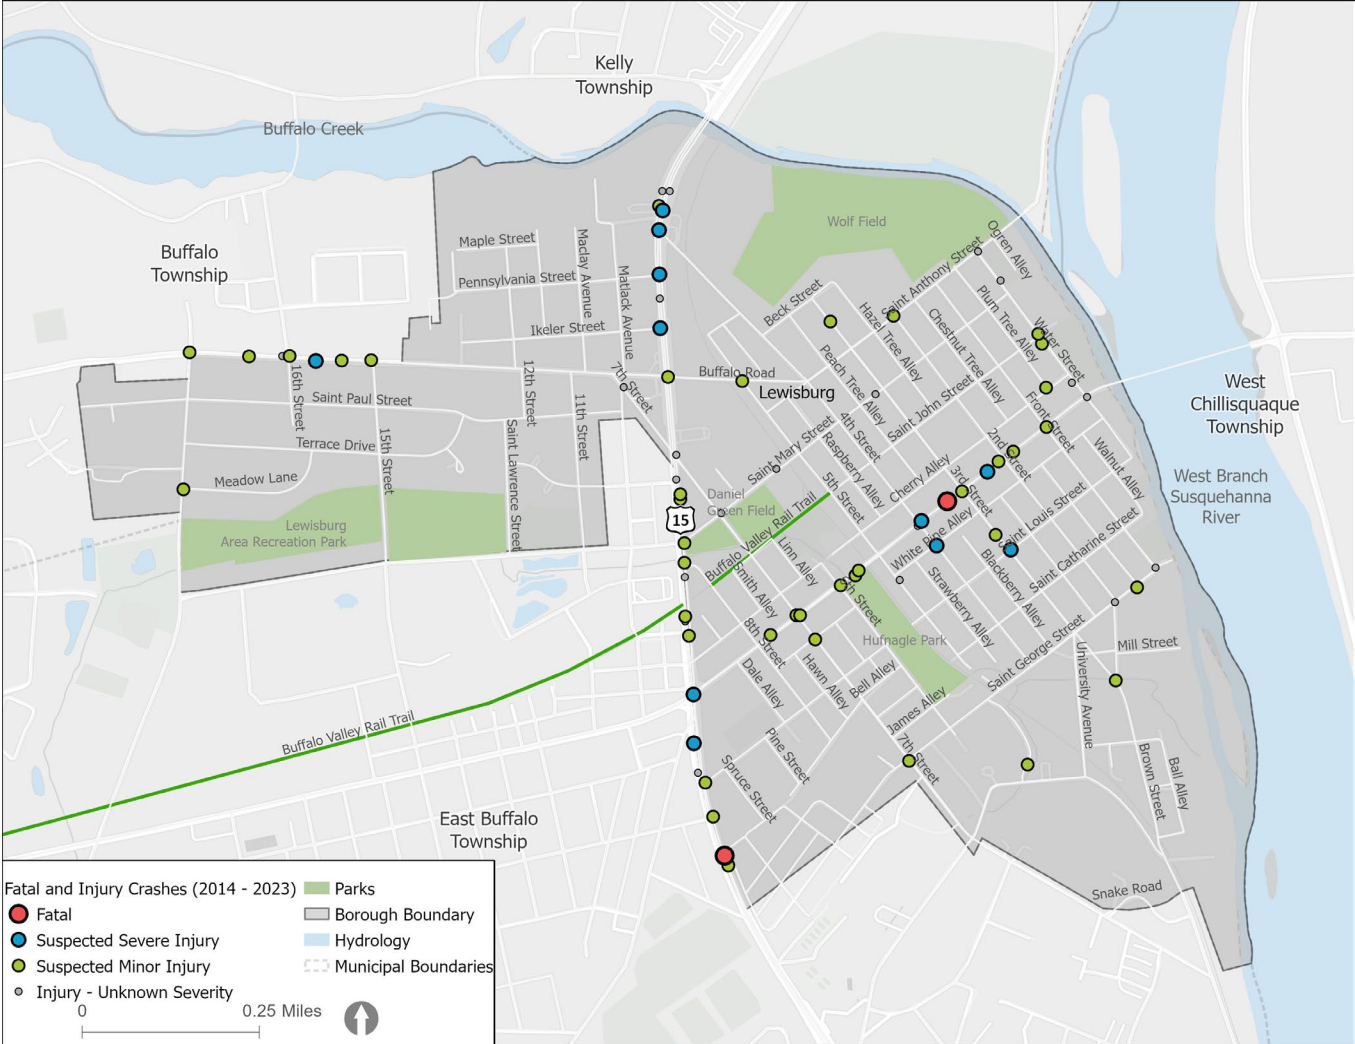 Kelly
Township
Buffalo Creek
Wolf Field
Ogren Alley
Saint Anthony Street
Buffalo
Township
Maple Street
Maclay Avenue
Matlack Avenue
Pennsylvania Street
Ikeler Street
Beck Street
Hazel Tree Alley
Chestnut Tree Alley
Plum Tree Alley
Water Street
Peach Tree Alley
Buffalo Road
Lewisburg
7th Street
12th Street
11th Street
16th Street
Saint Paul Street
Terrace Drive
15th Street
Meadow Lane
Saint Lawrence Street
Saint John Street
4th Street
Saint Mary Street
Raspberry Alley
Front Street
2nd Street
Walnut Alley
West
Chillisquaque
Township
West Branch
Susquehanna
River
Cherry Alley
3rd Street
5th Street
Daniel
Green Field
Lewisburg
Area Recreation Park
15
Buffalo Valley Rail Trail
Saint Louis Street
Saint Catharine Street
White Pine Alley
Linn Alley
Smith Alley
Blackberry Alley
Strawberry Alley
6th Street
8th Street
Hufnagle Park
Saint George Street
Mill Street
University Avenue
Hawn Alley
Bell Alley
Dale Alley
James Alley
7th Street
Pine Street
Spruce Street
Brown Street
Ball Alley
Buffalo Valley Rail Trail
East Buffalo
Township
Snake Road
Fatal and Injury Crashes (2014 - 2023)
Fatal
Suspected Severe Injury
Suspected Minor Injury
Injury - Unknown Severity
Parks
Borough Boundary
Hydrology
Municipal Boundaries
0 0.25 Miles